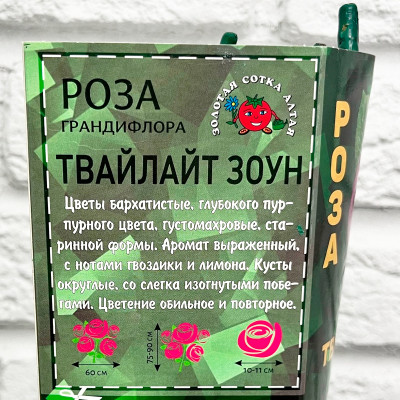 РОЗА
ГРАНДИФЛОРА
ЗОЛОТАЯ СОТКА АЛТАЯ
ТВАЙЛАЙТ ЗОУН
Цветы бархатистые, глубокого пур-
пурного цвета, густомахровые, ста-
ринной формы. Аромат выраженный,
с нотами гвоздики и лимона. Кусты
округлые, со слегка изогнутыми побе-
гами. Цветение обильное и повторное.
60 СМ
75-90 СМ
10-11 СМ
РОЗА